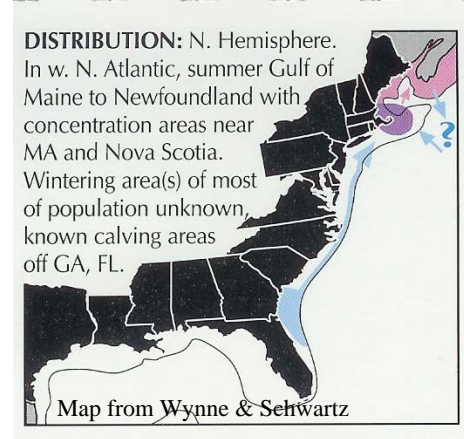 DISTRIBUTION: N. Hemisphere.
In w. N. Atlantic, summer Gulf of
Maine to Newfoundland with
concentration areas near
MA and Nova Scotia.
Wintering area(s) of most
of population unknown,
known calving areas
off GA, FL.
?
Map from Wynne & Schwartz